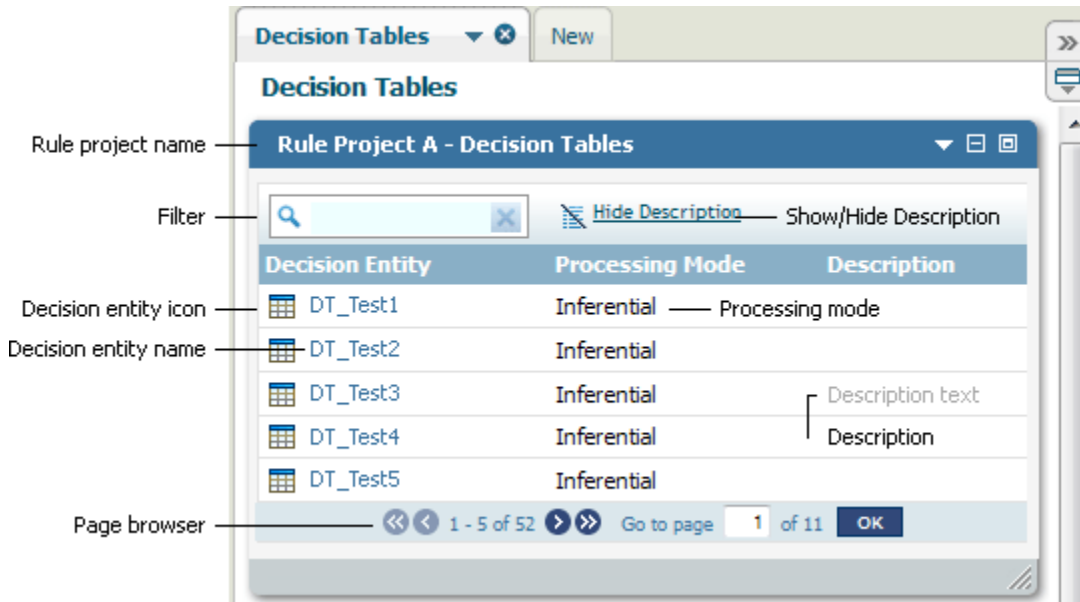 Decision Tables
New
Decision Tables
Rule project name
Rule Project A - Decision Tables
Filter
Hide Description
Show/Hide Description
Decision Entity Processing Mode Description
Decision entity icon
DT_Test1 Inferential
Processing mode
Decision entity name
DT_Test2 Inferential
DT_Test3 Inferential Description text
DT_Test4 Inferential
Description
DT_Test5 Inferential
Page browser
1 - 5 of 52 Go to page 1 of 11 OK